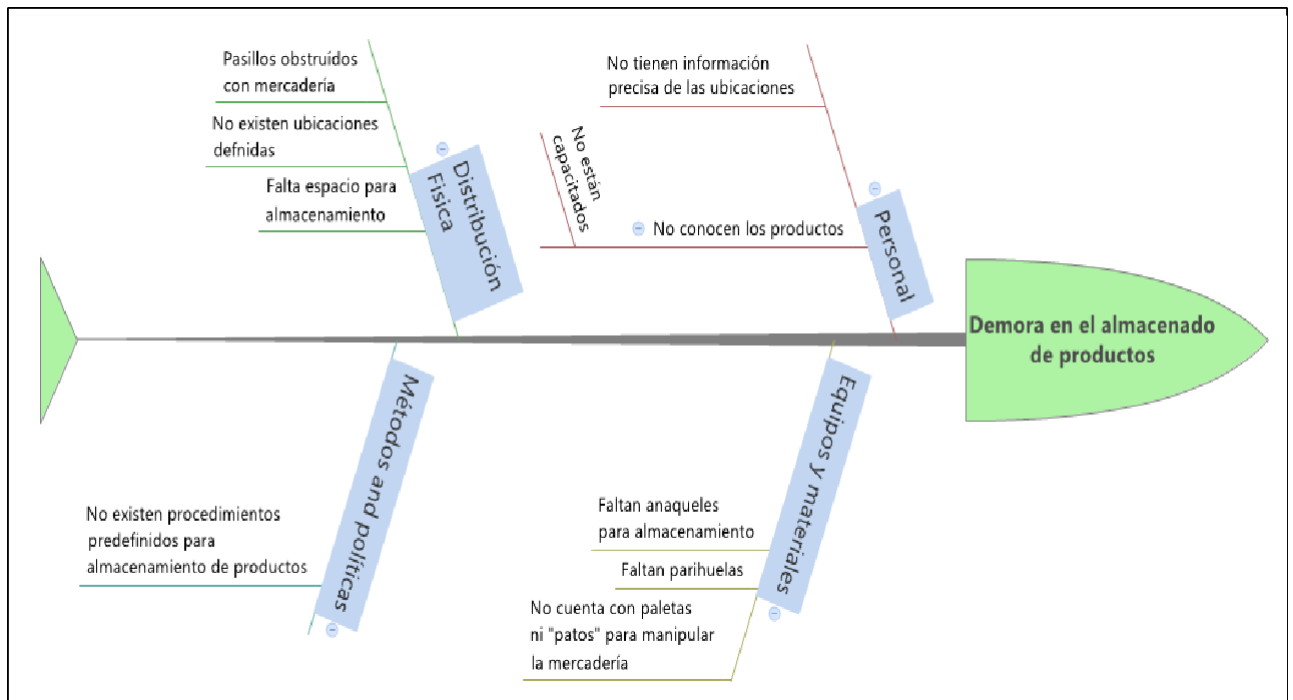 Pasillos obstruídos
con mercadería
No existen ubicaciones
defnidas
Falta espacio para
almacenamiento
Distribución
Fisica
No tienen información
precisa de las ubicaciones
No están
capacitados
No conocen los productos
Personal
Demora en el almacenado
de productos
Métodos and políticas
No existen procedimientos
predefinidos para
almacenamiento de productos
Equipos y materiales
Faltan anaqueles
para almacenamiento
Faltan parihuelas
No cuenta con paletas
ni "patos" para manipular
la mercadería